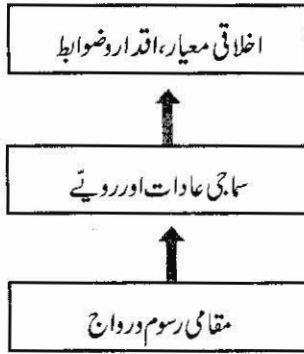 اخلاقی معیار، اقدار وضوابط
سماجی عادات اور رویّے
مقامی رسوم ورواج